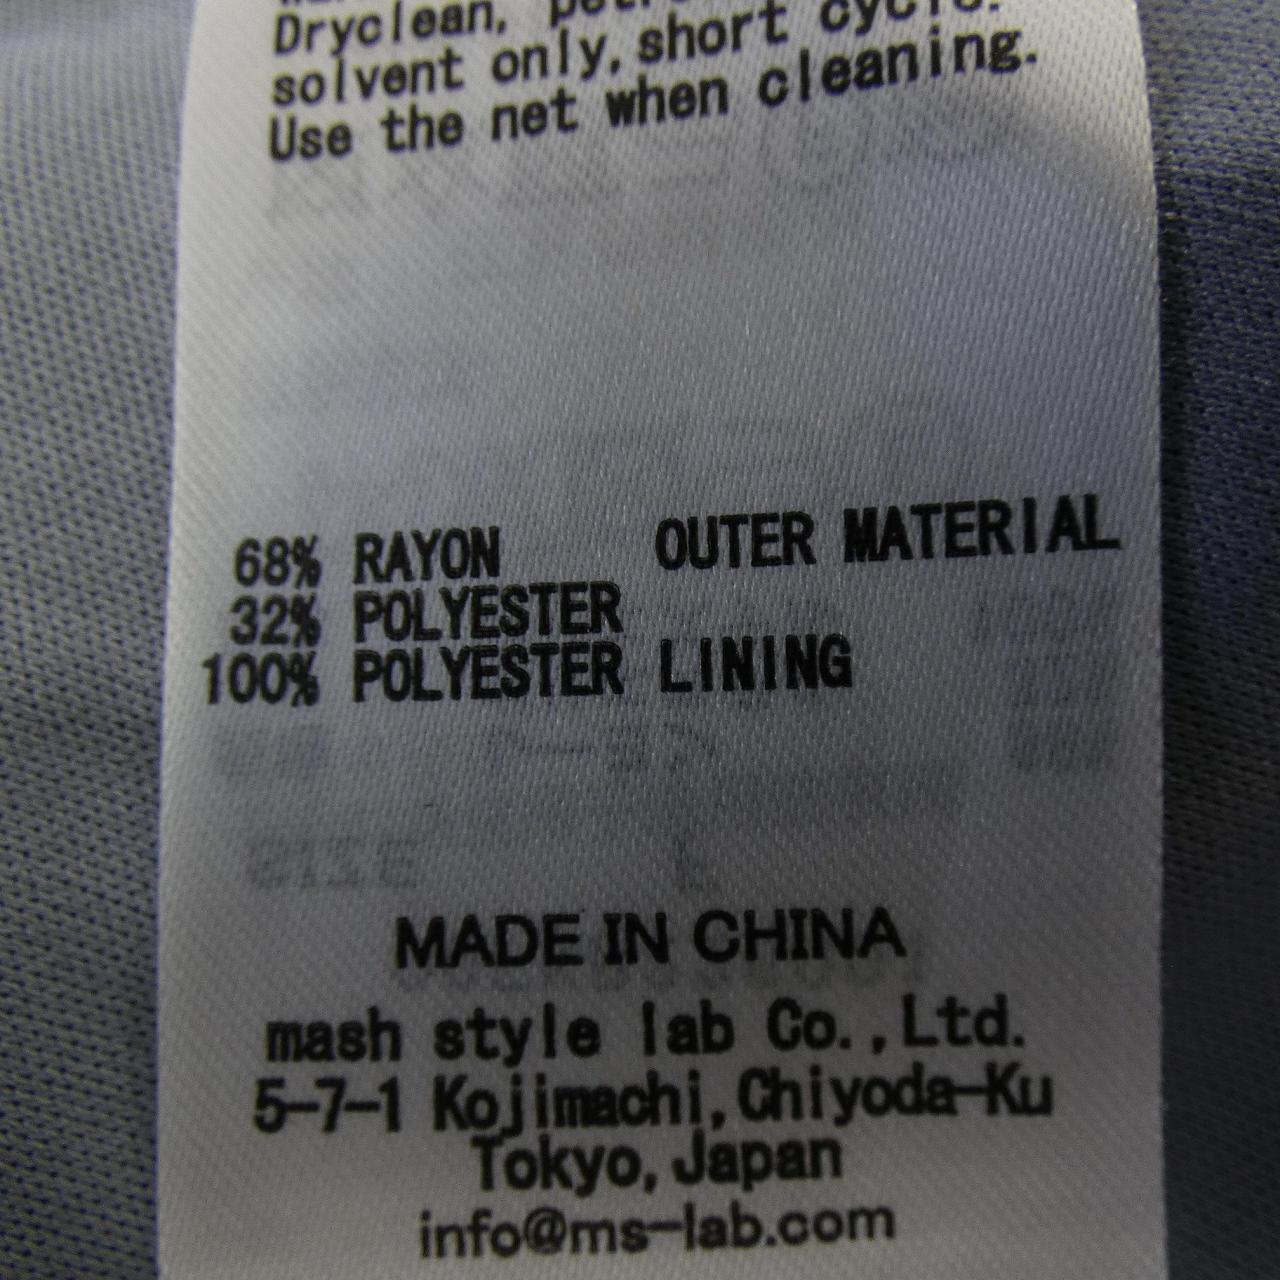 Dryclean,
solvent only, short cycle.
Use the net when cleaning.
68% RAYON OUTER MATERIAL
32% POLYESTER
100% POLYESTER LINING
MADE IN CHINA
mash style lab Co.,Ltd.
5-7-1 Kojimachi,Chiyoda-Ku
Tokyo,Japan
info@ms-lab.com